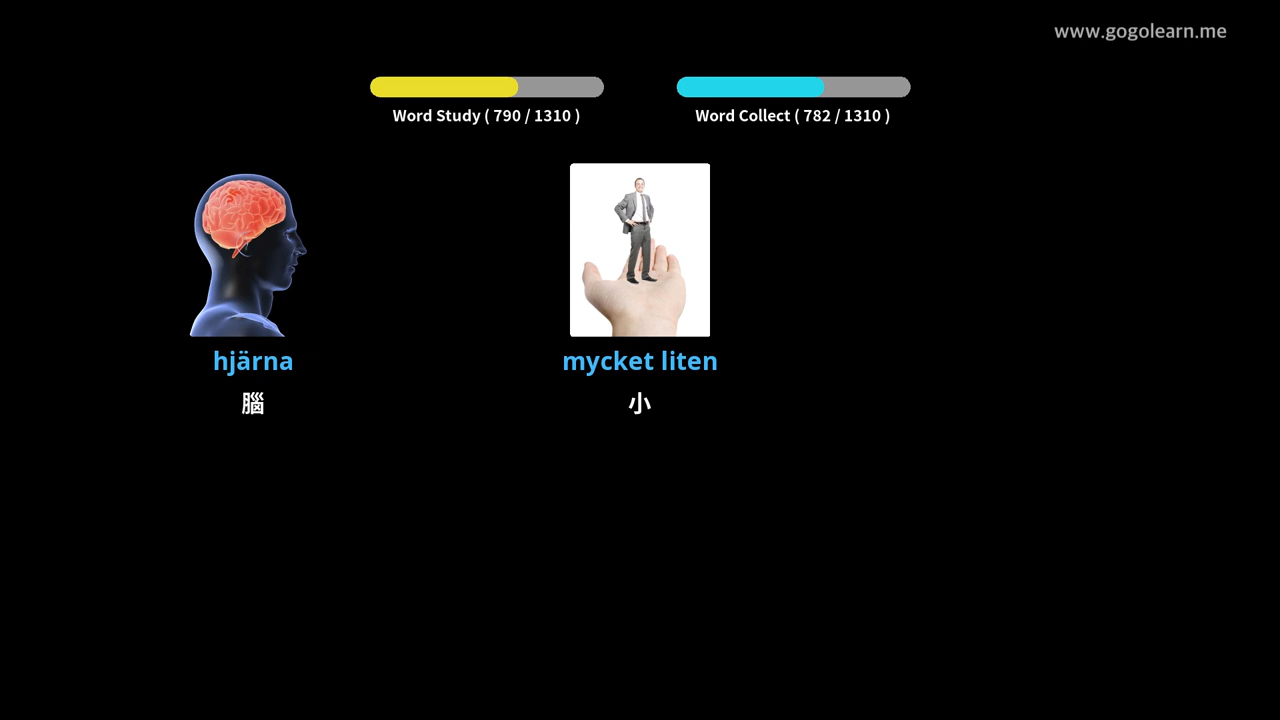 www.gogolearn.me
Word Study ( 790 / 1310 )
Word Collect ( 782 / 1310 )
hjärna
腦
mycket liten
小